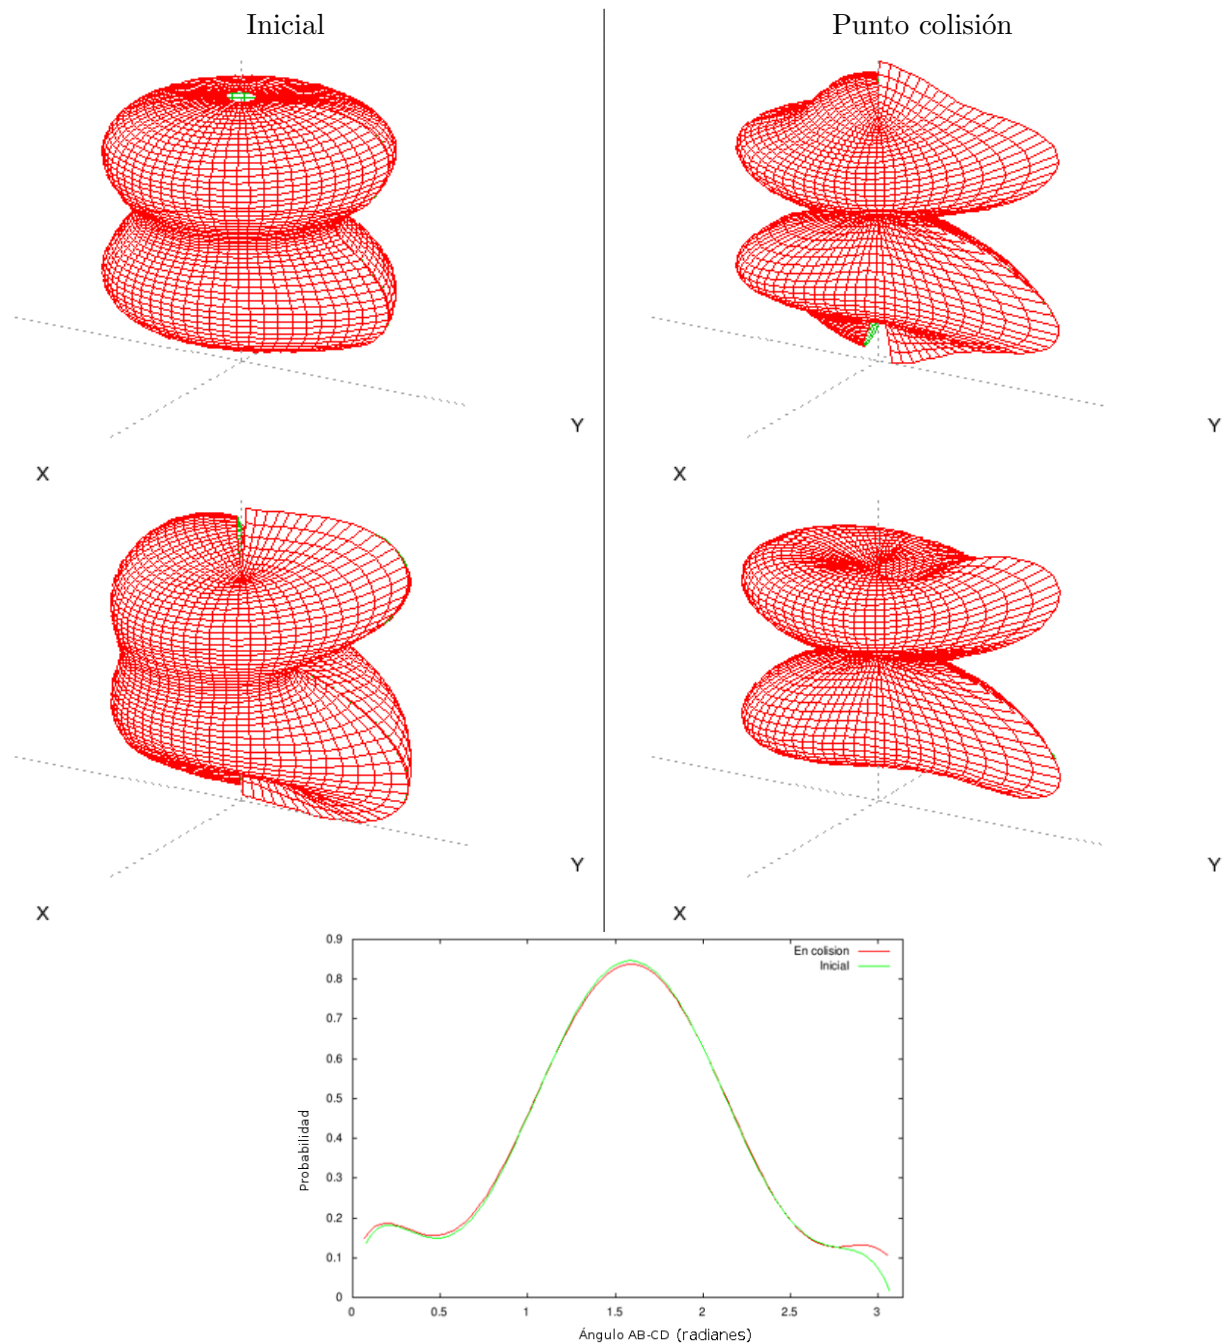 Inicial
Punto colisión
Y
X
Y
X
Y
X
Y
X
0.9
0.8
0.7
0.6
0.5
0.4
0.3
0.2
0.1
0
Probabilidad
En colision
Inicial
0
0.5
1
1.5
2
2.5
3
Ángulo AB-CD (radianes)